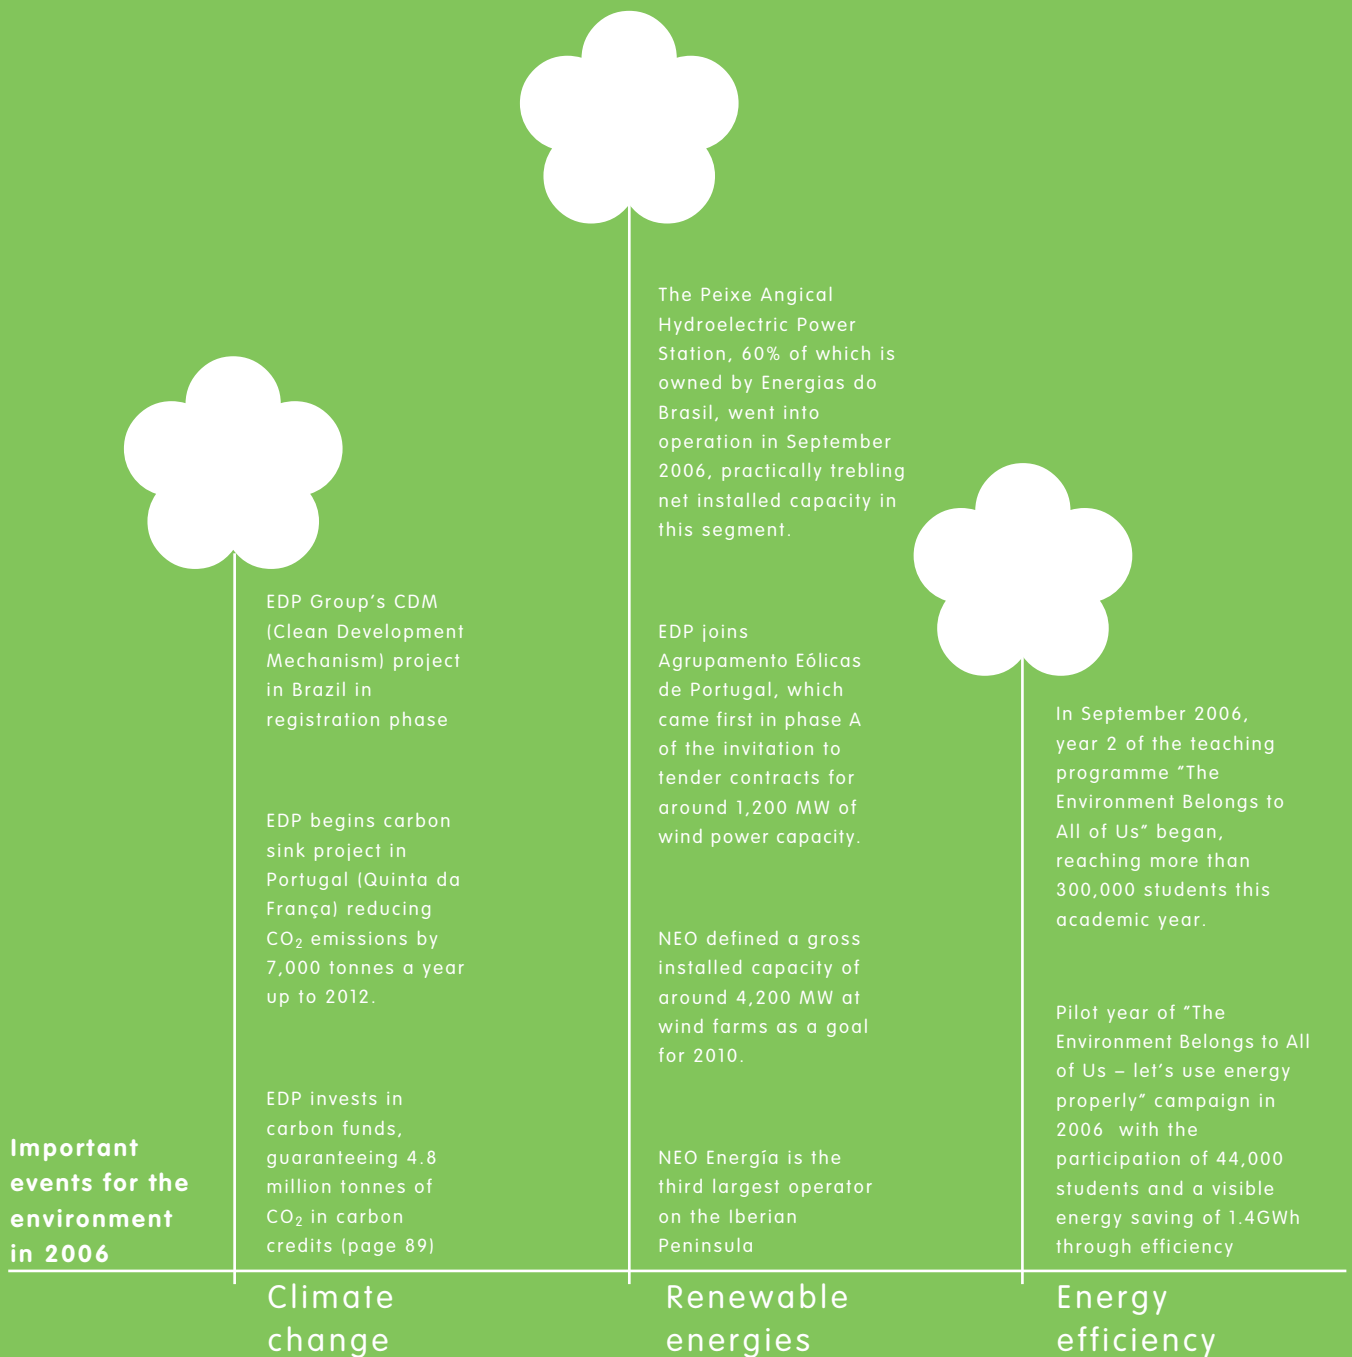 The Peixe Angical
Hydroelectric Power
Station, 60% of which is
owned by Energias do
Brasil, went into
operation in September
2006, practically trebling
net installed capacity in
this segment.
EDP joins
Agrupamento Eólicas
de Portugal, which
came first in phase A
of the invitation to
tender contracts for
around 1,200 MW of
wind power capacity.
NEO defined a gross
installed capacity of
around 4,200 MW at
wind farms as a goal
for 2010.
NEO Energía is the
third largest operator
on the Iberian
Peninsula
EDP Group's CDM
(Clean Development
Mechanism) project
in Brazil in
registration phase
EDP begins carbon
sink project in
Portugal (Quinta da
França) reducing
CO₂ emissions by
7,000 tonnes a year
up to 2012.
EDP invests in
carbon funds,
guaranteeing 4.8
million tonnes of
CO₂ in carbon
credits (page 89)
In September 2006,
year 2 of the teaching
programme "The
Environment Belongs to
All of Us" began,
reaching more than
300,000 students this
academic year.
Pilot year of "The
Environment Belongs to All
of Us – let's use energy
properly" campaign in
2006 with the
participation of 44,000
students and a visible
energy saving of 1.4GWh
through efficiency
Important
events for the
environment
in 2006
Climate
change
Renewable
energies
Energy
efficiency